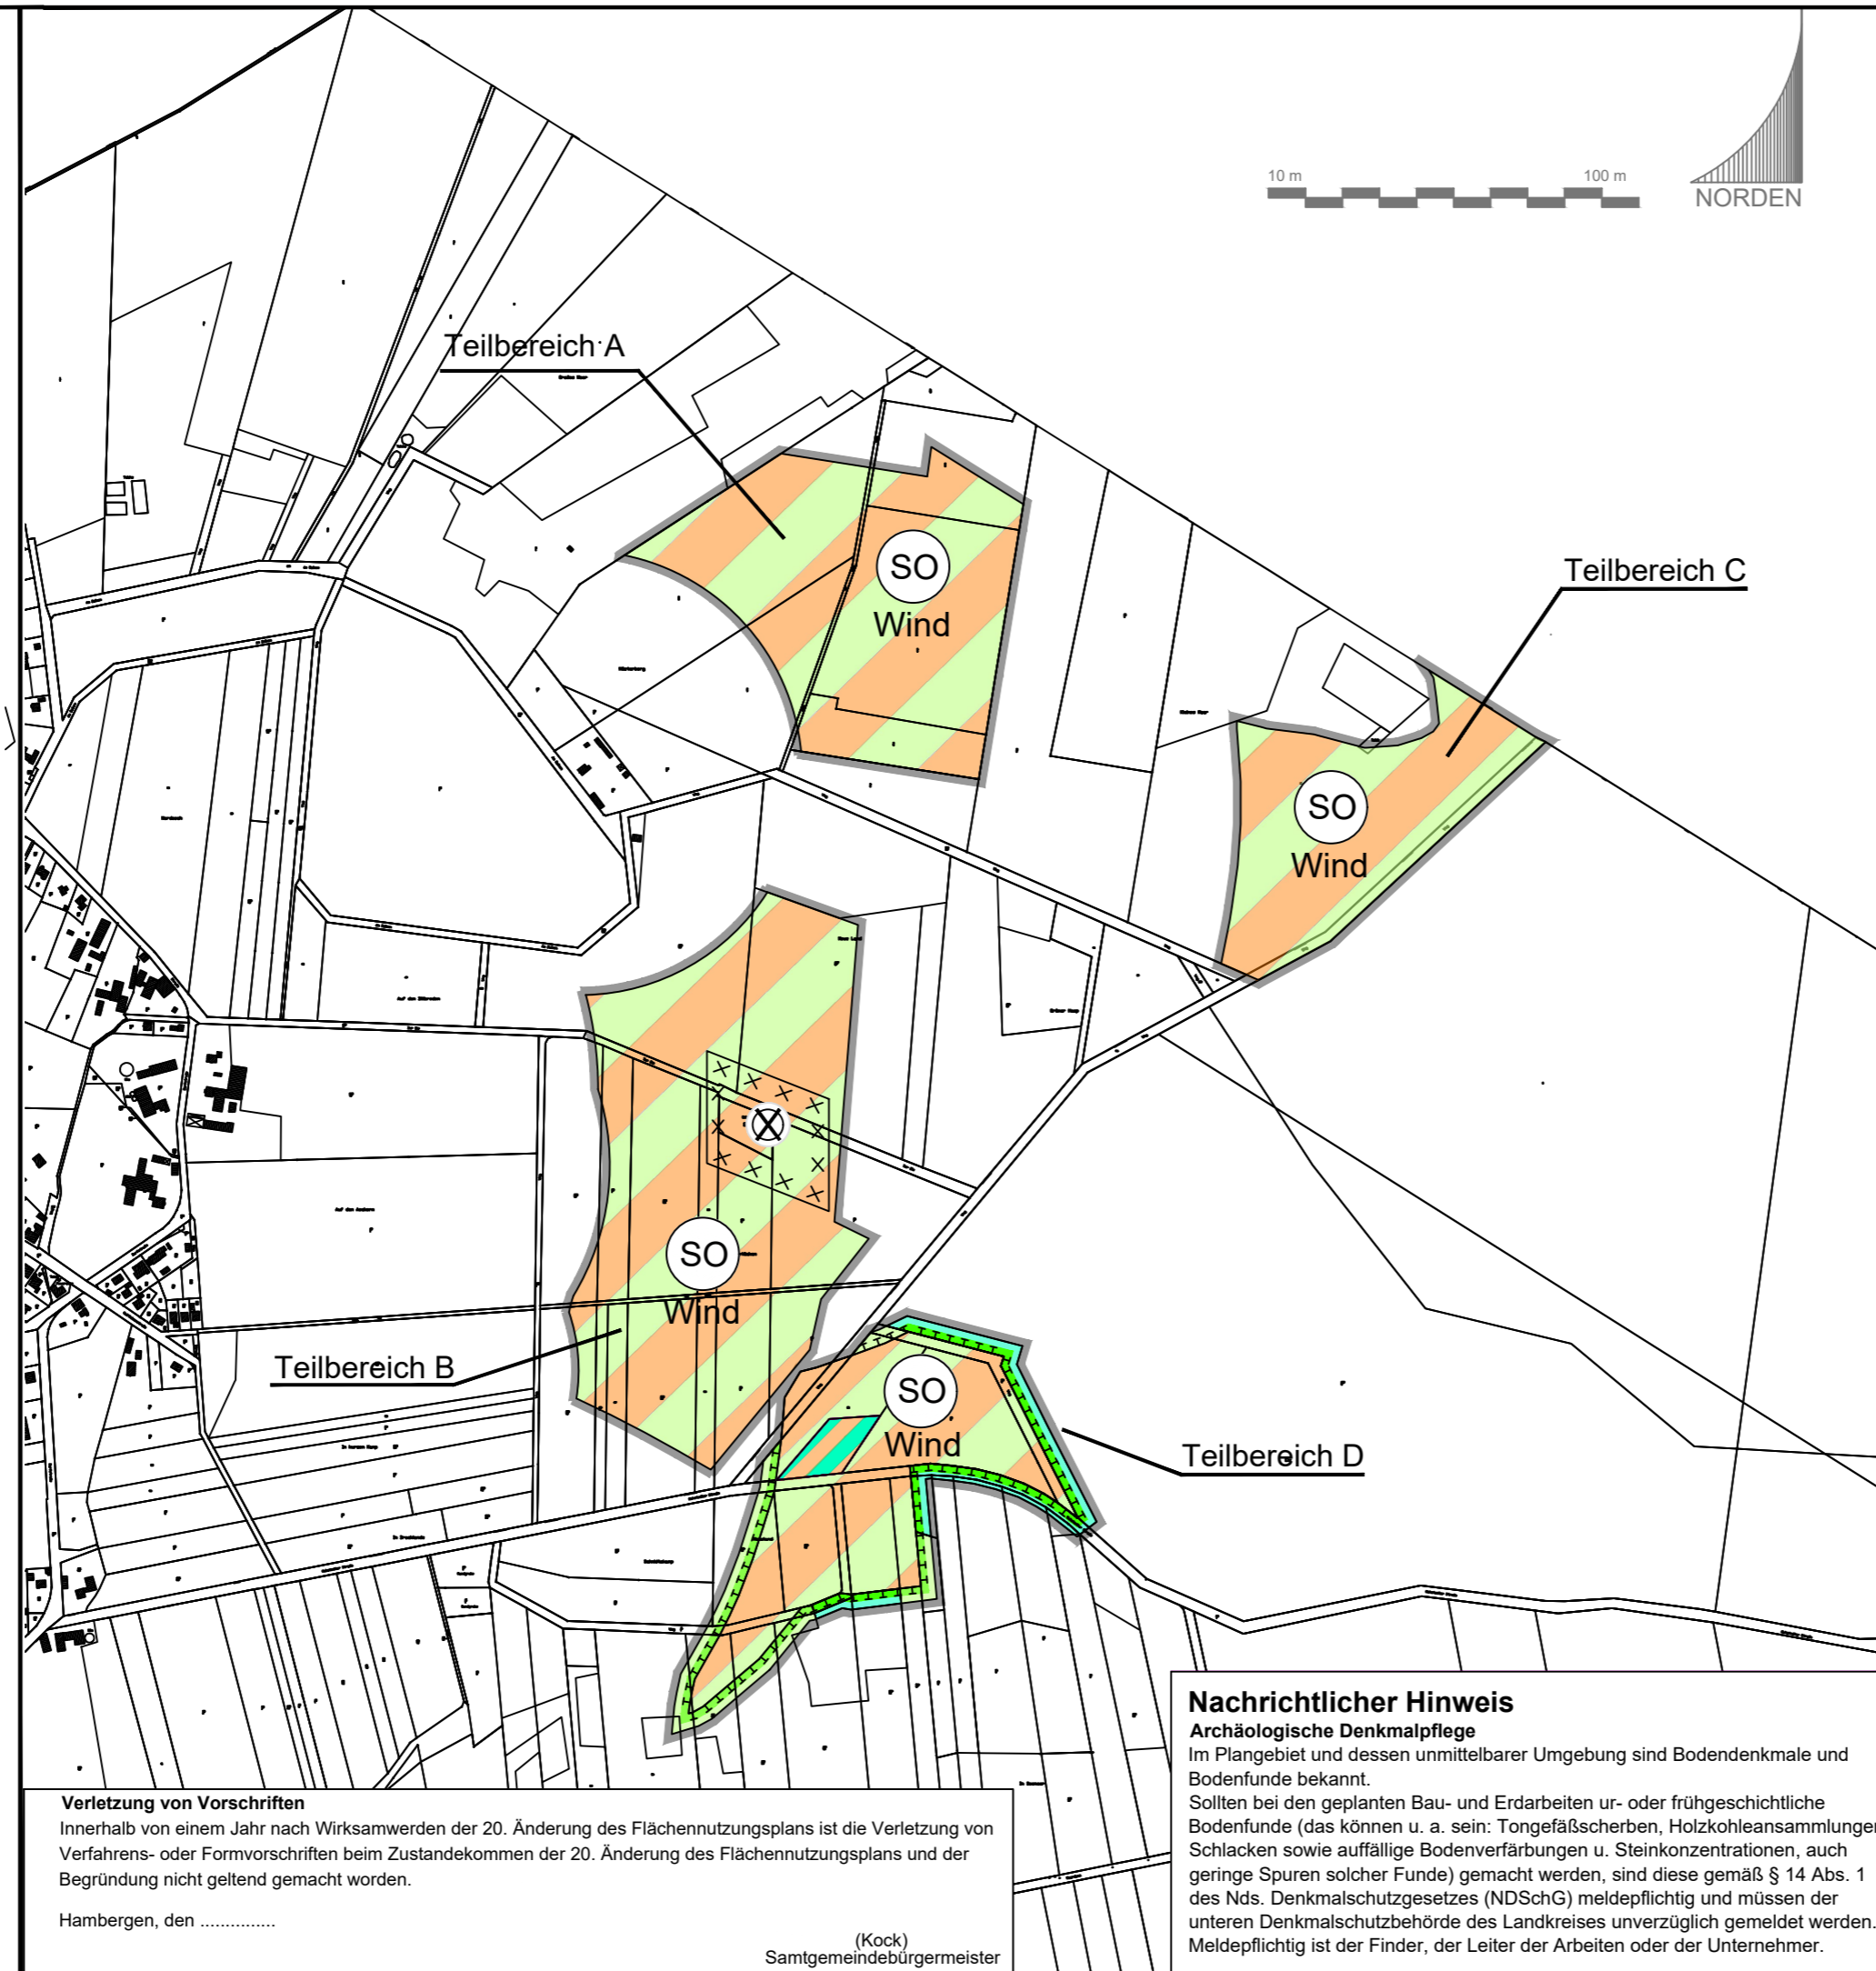 10 m
100 m
NORDEN
Teilbereich A
SO
Wind
Teilbereich C
SO
Wind
SO
Wind
Teilbereich B
SO
Wind
Teilbereich D
Verletzung von Vorschriften
Innerhalb von einem Jahr nach Wirksamwerden der 20. Änderung des Flächennutzungsplans ist die Verletzung von
Verfahrens- oder Formvorschriften beim Zustandekommen der 20. Änderung des Flächennutzungsplans und der
Begründung nicht geltend gemacht worden.
Hambergen, den ...............
(Kock)
Samtgemeindebürgermeister
Nachrichtlicher Hinweis
Archäologische Denkmalpflege
Im Plangebiet und dessen unmittelbarer Umgebung sind Bodendenkmale und
Bodenfunde bekannt.
Sollten bei den geplanten Bau- und Erdarbeiten ur- oder frühgeschichtliche
Bodenfunde (das können u. a. sein: Tongefäßscherben, Holzkohleansammlungen
Schlacken sowie auffällige Bodenverfärbungen u. Steinkonzentrationen, auch
geringe Spuren solcher Funde) gemacht werden, sind diese gemäß § 14 Abs. 1
des Nds. Denkmalschutzgesetzes (NDSchG) meldepflichtig und müssen der
unteren Denkmalschutzbehörde des Landkreises unverzüglich gemeldet werden.
Meldepflichtig ist der Finder, der Leiter der Arbeiten oder der Unternehmer.